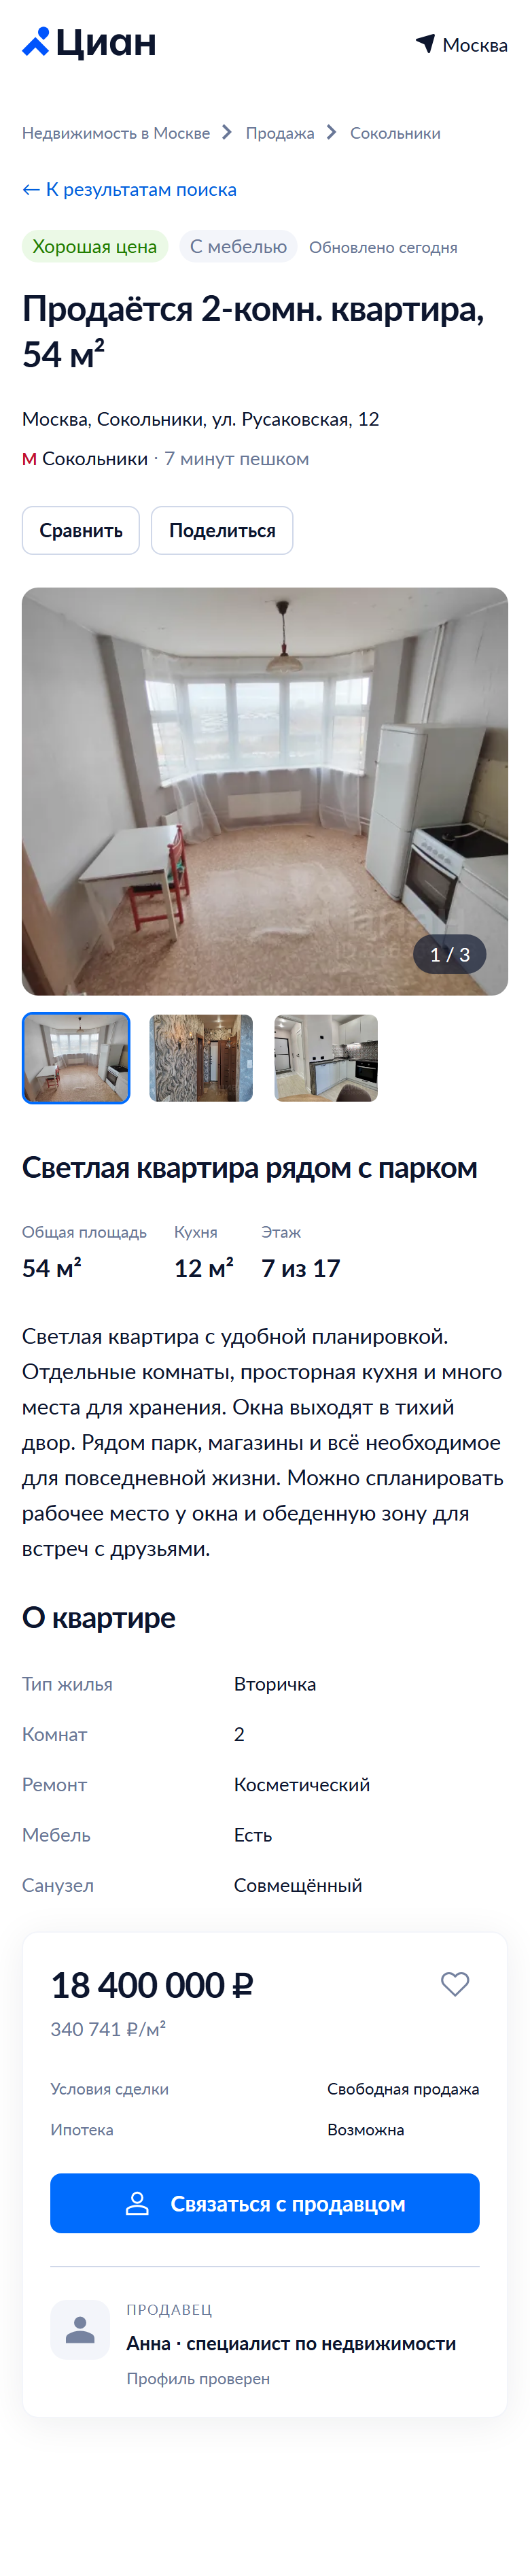 Циан
Москва
Недвижимость в Москве > Продажа > Сокольники
← К результатам поиска
Хорошая цена
С мебелью
Обновлено сегодня
Продаётся 2-комн. квартира,
54 м²
Москва, Сокольники, ул. Русаковская, 12
М Сокольники · 7 минут пешком
Сравнить
Поделиться
1 / 3
Светлая квартира рядом с парком
Общая площадь
Кухня
Этаж
54 м²
12 м²
7 из 17
Светлая квартира с удобной планировкой.
Отдельные комнаты, просторная кухня и много
места для хранения. Окна выходят в тихий
двор. Рядом парк, магазины и всё необходимое
для повседневной жизни. Можно спланировать
рабочее место у окна и обеденную зону для
встреч с друзьями.
О квартире
Тип жилья Вторичка
Комнат 2
Ремонт Косметический
Мебель Есть
Санузел Совмещённый
18 400 000 ₽
340 741 ₽/м²
Условия сделки Свободная продажа
Ипотека Возможна
Связаться с продавцом
ПРОДАВЕЦ
Анна · специалист по недвижимости
Профиль проверен